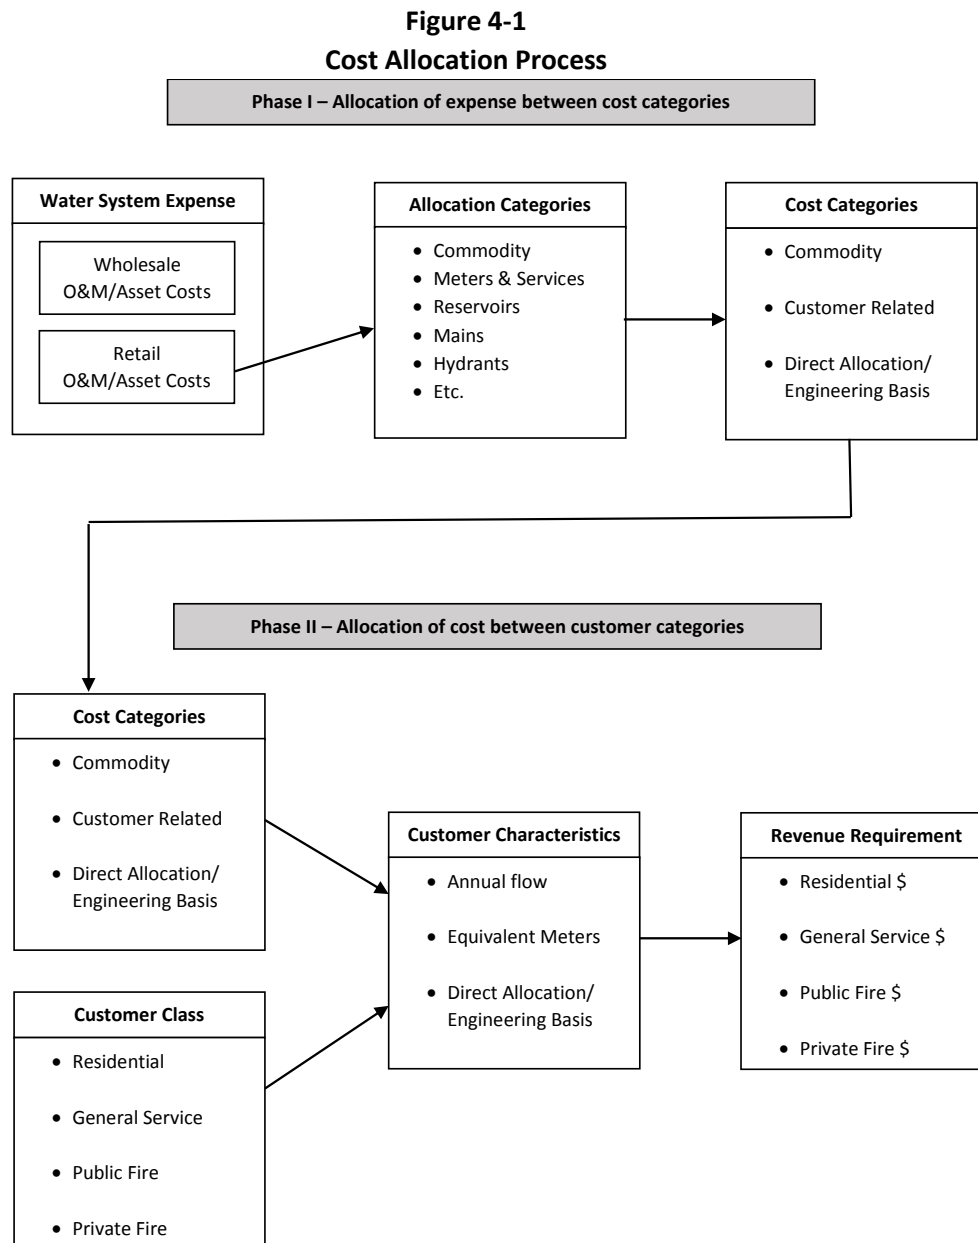 Figure 4-1
Cost Allocation Process
Phase I – Allocation of expense between cost categories
Water System Expense
Wholesale
O&M/Asset Costs
Retail
O&M/Asset Costs
Allocation Categories
• Commodity
• Meters & Services
• Reservoirs
• Mains
• Hydrants
• Etc.
Cost Categories
• Commodity
• Customer Related
• Direct Allocation/
Engineering Basis
Phase II – Allocation of cost between customer categories
Cost Categories
• Commodity
• Customer Related
• Direct Allocation/
Engineering Basis
Customer Class
• Residential
• General Service
• Public Fire
• Private Fire
Customer Characteristics
• Annual flow
• Equivalent Meters
• Direct Allocation/
Engineering Basis
Revenue Requirement
• Residential $
• General Service $
• Public Fire $
• Private Fire $